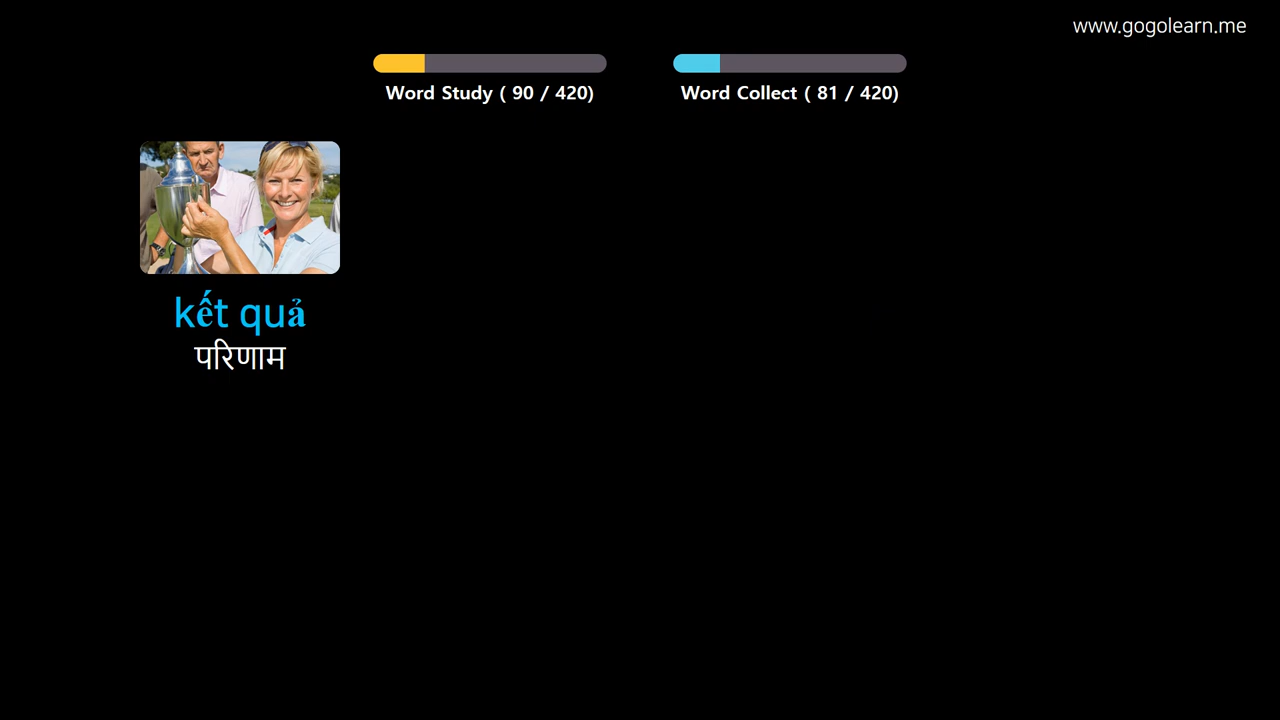 www.gogolearn.me
Word Study ( 90 / 420)
Word Collect ( 81 / 420)
kết quả
परिणाम